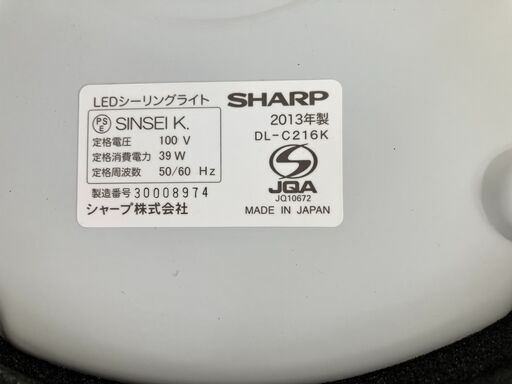 LEDシーリングライト SHARP
PS E SINSEI K. 2013年製
定格電圧 100 V DL-C216K
定格消費電力 39 W
定格周波数 50/60 Hz
JQA
JQ10672
製造番号 30008974
シャープ株式会社 MADE IN JAPAN